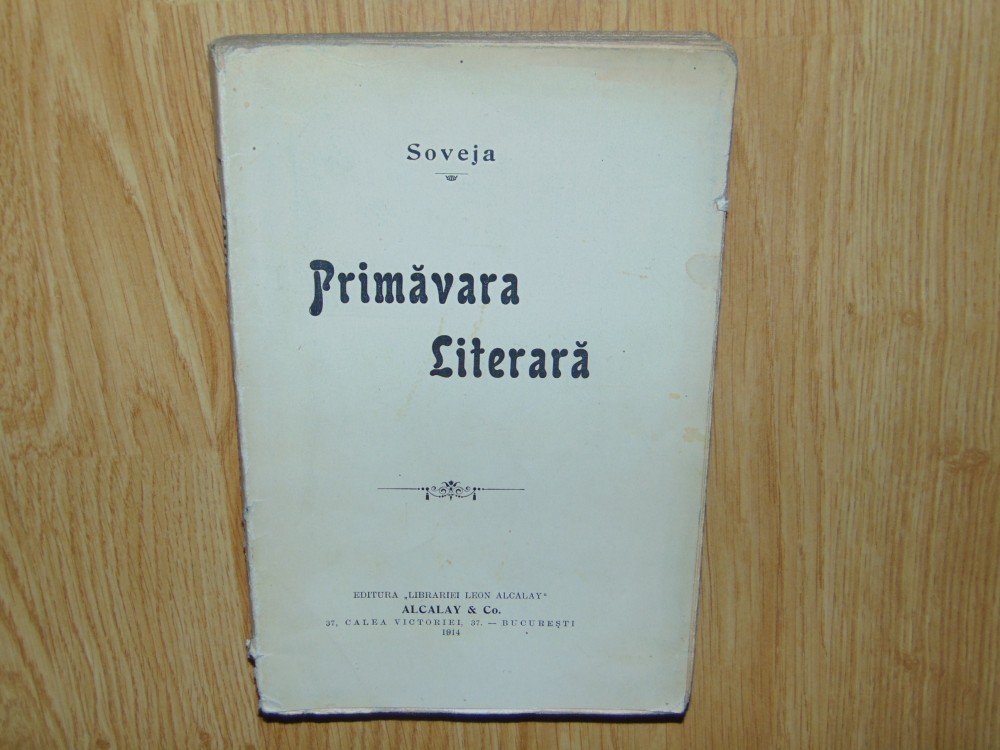 Soveja
Primăvara
Literară
EDITURA „LIBRARIEI LEON ALCALAY“
ALCALAY & Co.
37, CALEA VICTORIEI, 37. — BUCUREŞTI
1914